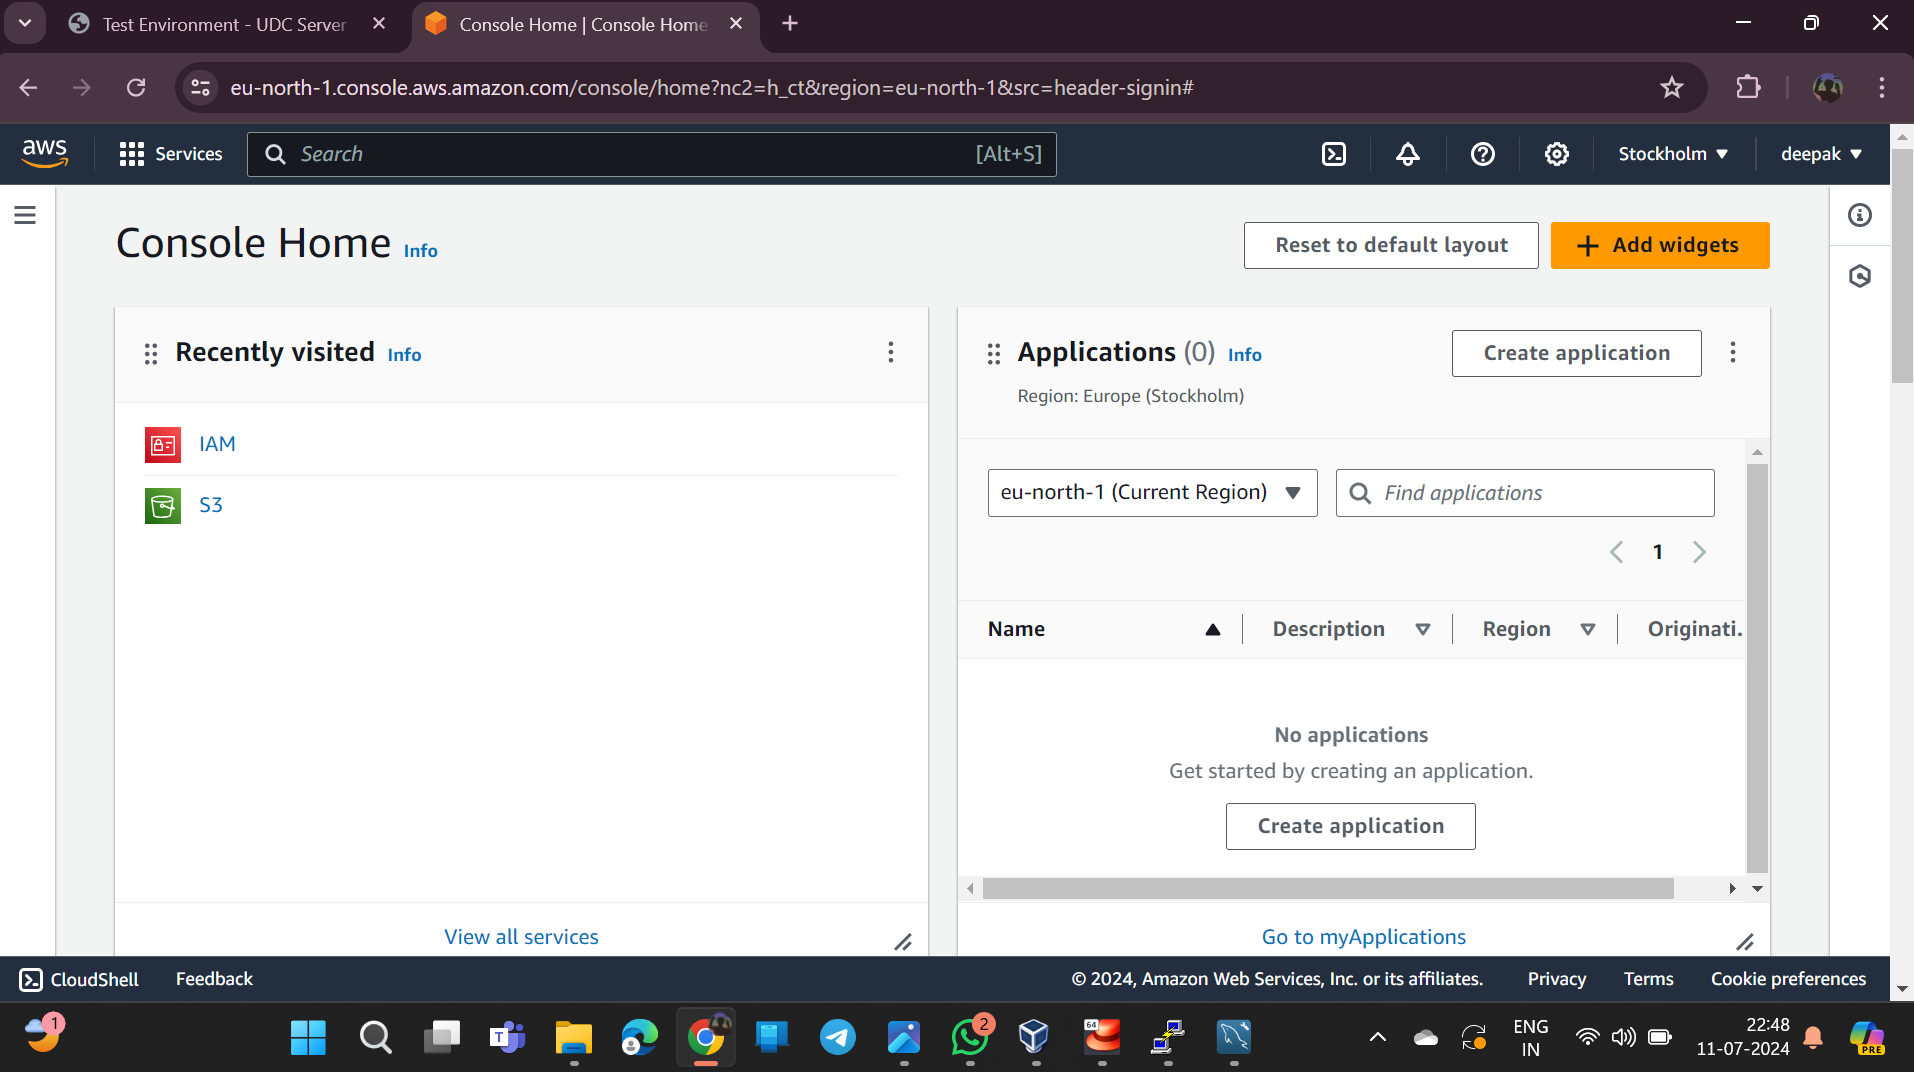 Test Environment - UDC Server
Console Home | Console Home
eu-north-1.console.aws.amazon.com/console/home?nc2=h_ct&region=eu-north-1&src=header-signin#
aws
Services
Search
[Alt+S]
Stockholm
deepak
Console Home
Info
Reset to default layout
Add widgets
Recently visited
Info
IAM
S3
View all services
Applications (0)
Info
Region: Europe (Stockholm)
Create application
eu-north-1 (Current Region)
Find applications
1
Name
Description
Region
Originati.
No applications
Get started by creating an application.
Create application
Go to myApplications
CloudShell
Feedback
© 2024, Amazon Web Services, Inc. or its affiliates.
Privacy
Terms
Cookie preferences
1
T
2
64
ENG
IN
22:48
11-07-2024
PRE